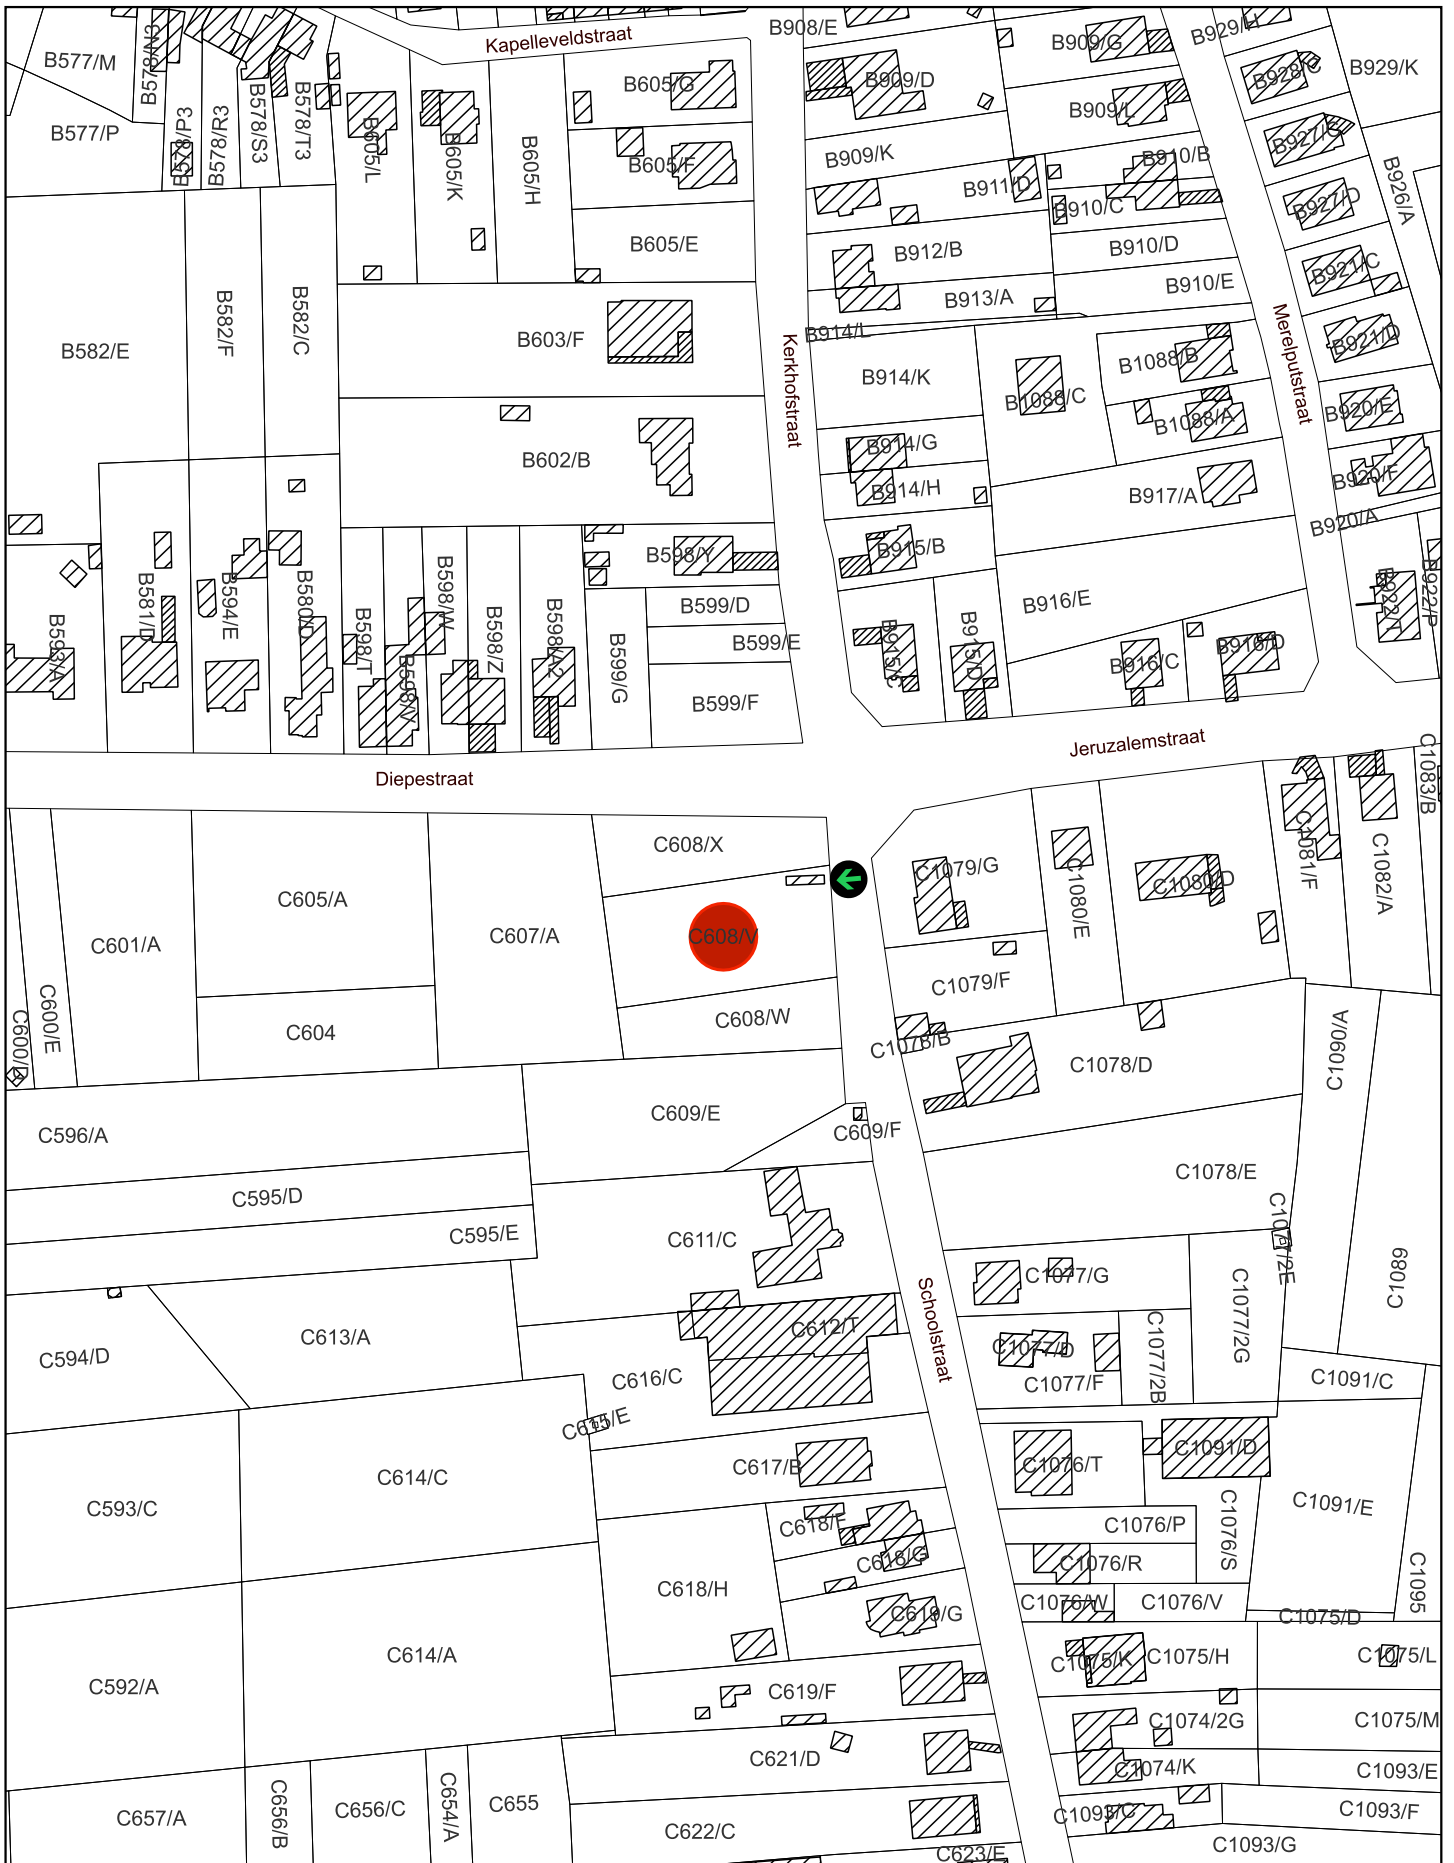 Kapelleveldstraat
B908/E
B929/H
B909/G
B577/M
B578/N3
B929/K
B928/C
B605/G
B909/D
B909/L
B577/P
B578/P3
B578/R3
B578/S3
B578/T3
B605/L
B605/K
B605/H
B605/F
B909/K
B910/B
B927/C
B911/D
B926/A
B927/D
B910/C
B605/E
B912/B
B910/D
B921/C
B910/E
B913/A
B582/E
B582/F
B582/C
B603/F
Kerkhofstraat
B914/L
Merelputstraat
B921/D
B914/K
B1088/C
B1088/B
B920/E
B1088/A
B914/G
B602/B
B914/H
B917/A
B920/F
B920/A
B598/Y
B915/B
B593/A
B581/D
B594/E
B580/D
B598/T
B598/V
B598/W
B598/Z
B598/A2
B599/G
B599/D
B599/E
B599/F
B915/C
B915/D
B916/E
B916/C
B916/D
B922/T
B922/P
Diepestraat
Jeruzalemstraat
C1083/B
C608/X
C1079/G
C1080/E
C1080/D
C1081/F
C1082/A
C605/A
C601/A
C607/A
C608/V
C1079/F
C600/D
C600/E
C604
C608/W
C1078/B
C1078/D
C1090/A
C596/A
C609/E
C609/F
C1078/E
C595/D
C595/E
C611/C
C1077/2E
C1077/G
C1089
C1077/2G
C594/D
C613/A
C612/T
Schoolstraat
C1077/D
C1077/F
C1077/2B
C616/C
C1091/C
C615/E
C614/C
C617/B
C1076/T
C1091/D
C593/C
C1091/E
C618/F
C1076/P
C1076/S
C618/G
C1076/R
C618/H
C1076/W
C1076/V
C1095
C619/G
C1075/D
C614/A
C1075/K
C1075/H
C1075/L
C592/A
C619/F
C1074/2G
C1075/M
C621/D
C1074/K
C1093/E
C657/A
C656/B
C656/C
C654/A
C655
C1093/C
C1093/F
C622/C
C1093/G
C623/E